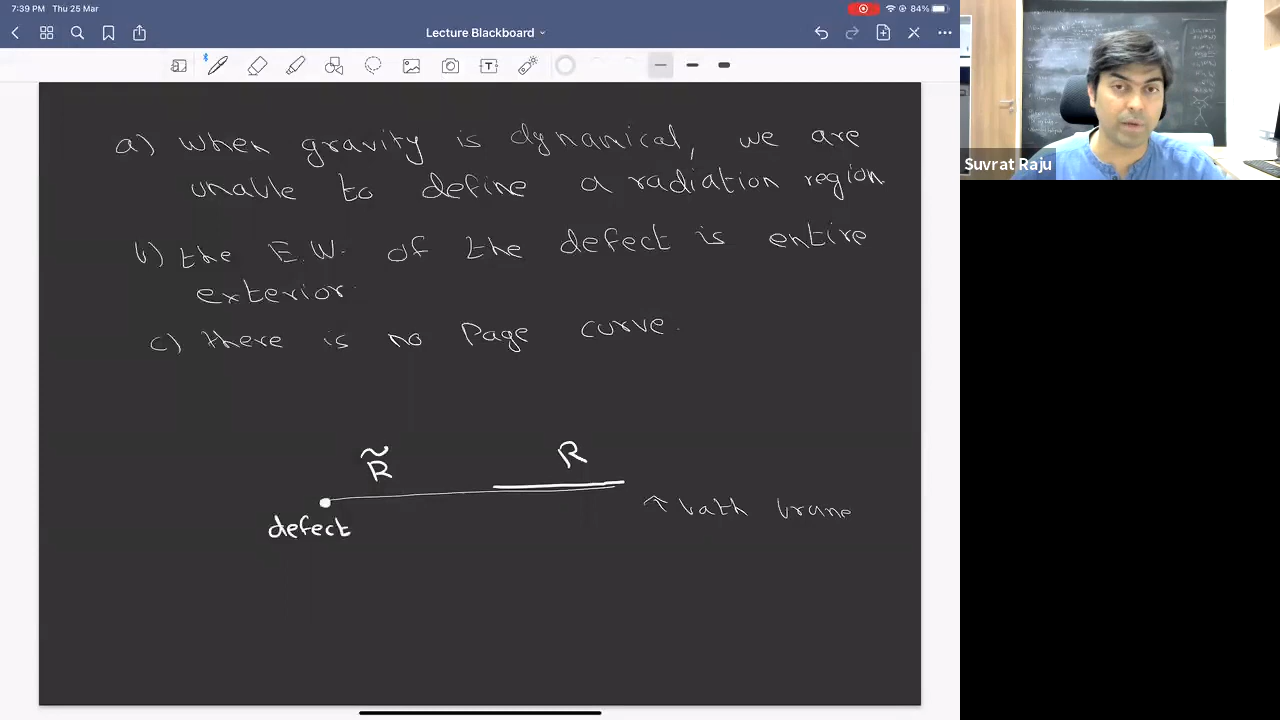 7:39 PM Thu 25 Mar
84%
Lecture Blackboard
T
Suvrat Raju
a) when gravity is dynamical, we are
unable to define a radiation region
b) the E.W. of the defect is entire
exterior.
c) there is no Page curve.
R̃ R
defect
↑ bath brane